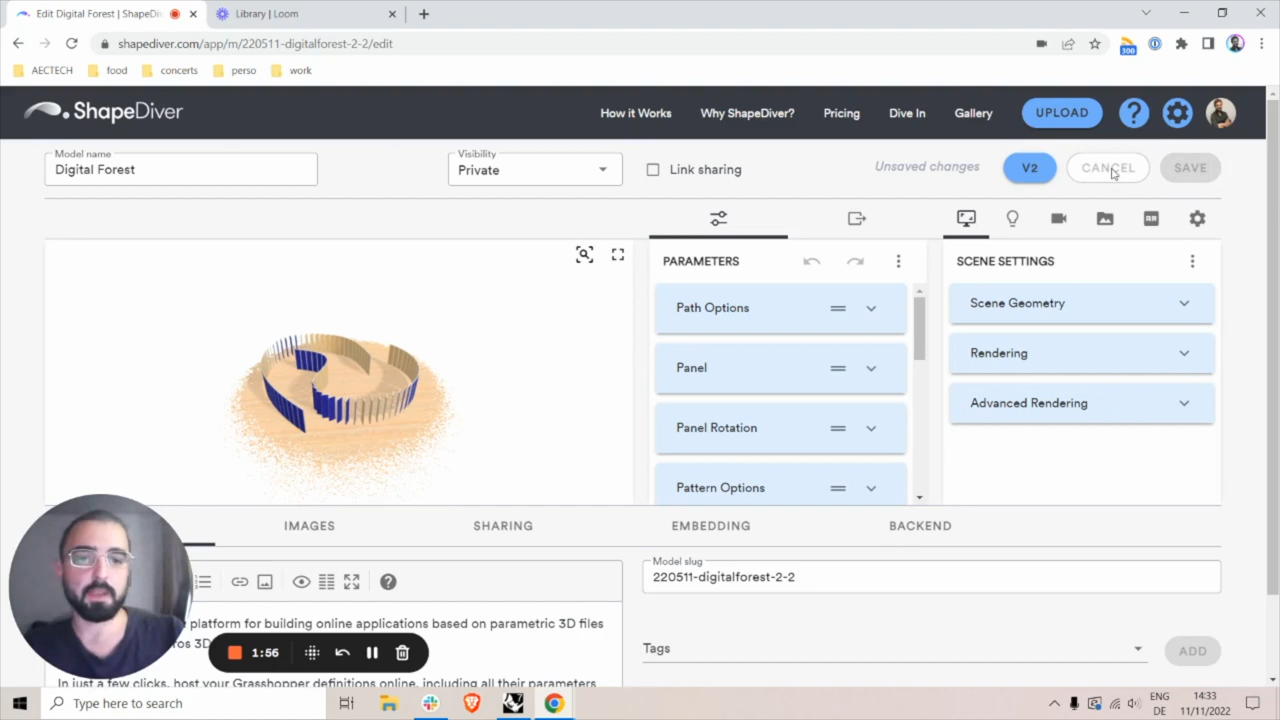 Edit Digital Forest | ShapeDiv
Library | Loom
shapediver.com/app/m/220511-digitalforest-2-2/edit
300
AECTECH
food
concerts
perso
work
ShapeDiver
How it Works
Why ShapeDiver?
Pricing
Dive In
Gallery
UPLOAD
?
Model name
Digital Forest
Visibility
Private
Link sharing
Unsaved changes
V2
CANCEL
SAVE
PARAMETERS
SCENE SETTINGS
Path Options
Panel
Panel Rotation
Pattern Options
Scene Geometry
Rendering
Advanced Rendering
IMAGES
SHARING
EMBEDDING
BACKEND
platform for building online applications based on parametric 3D files
ros 3D
In just a few clicks, host your Grasshopper definitions online, including all their parameters
Model slug
220511-digitalforest-2-2
Tags
ADD
1:56
Type here to search
ENG
DE
14:33
11/11/2022